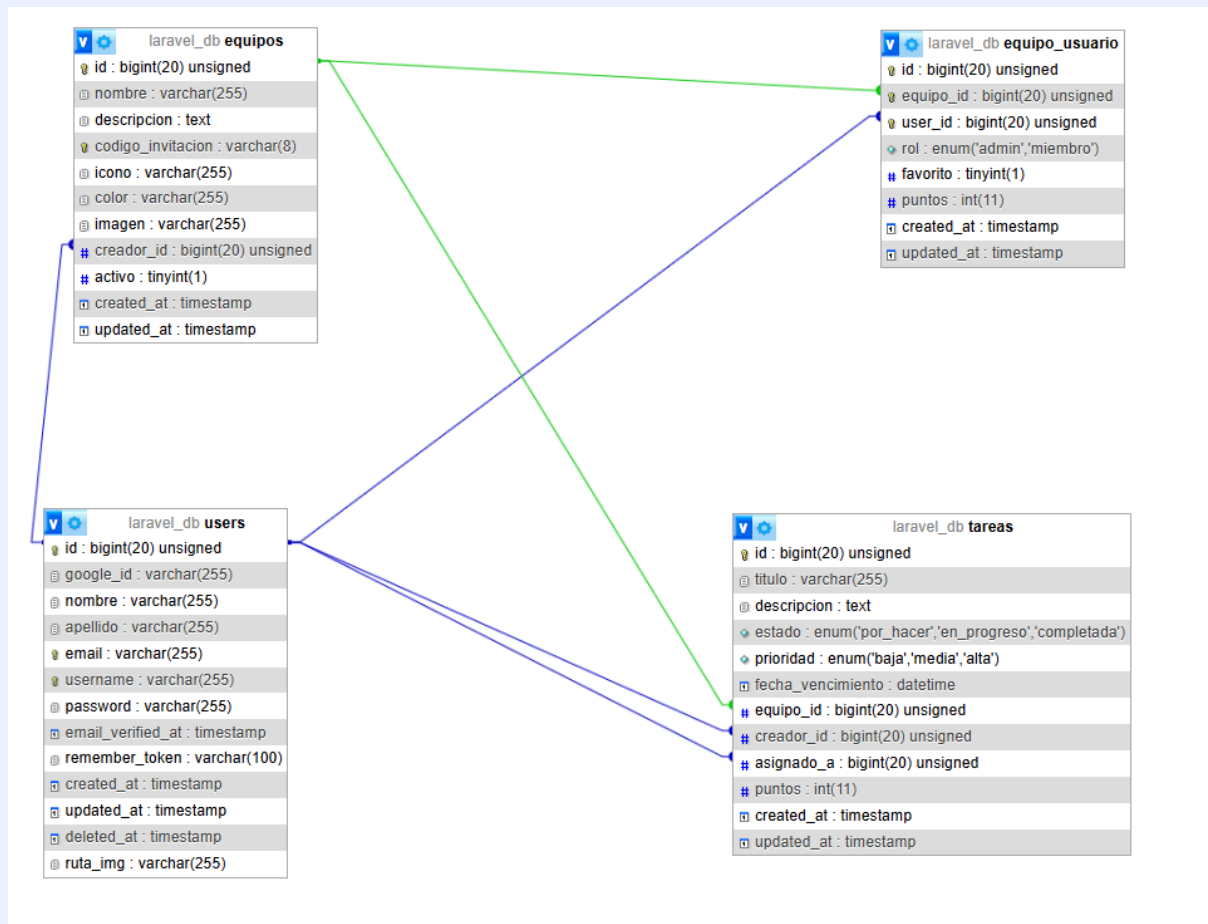 laravel_db equipos
id : bigint(20) unsigned
nombre : varchar(255)
descripcion : text
codigo_invitacion : varchar(8)
icono : varchar(255)
color : varchar(255)
imagen : varchar(255)
creador_id : bigint(20) unsigned
activo : tinyint(1)
created_at : timestamp
updated_at : timestamp
laravel_db equipo_usuario
id : bigint(20) unsigned
equipo_id : bigint(20) unsigned
user_id : bigint(20) unsigned
rol : enum('admin','miembro')
favorito : tinyint(1)
puntos : int(11)
created_at : timestamp
updated_at : timestamp
laravel_db users
id : bigint(20) unsigned
google_id : varchar(255)
nombre : varchar(255)
apellido : varchar(255)
email : varchar(255)
username : varchar(255)
password : varchar(255)
email_verified_at : timestamp
remember_token : varchar(100)
created_at : timestamp
updated_at : timestamp
deleted_at : timestamp
ruta_img : varchar(255)
laravel_db tareas
id : bigint(20) unsigned
titulo : varchar(255)
descripcion : text
estado : enum('por_hacer','en_progreso','completada')
prioridad : enum('baja','media','alta')
fecha_vencimiento : datetime
equipo_id : bigint(20) unsigned
creador_id : bigint(20) unsigned
asignado_a : bigint(20) unsigned
puntos : int(11)
created_at : timestamp
updated_at : timestamp